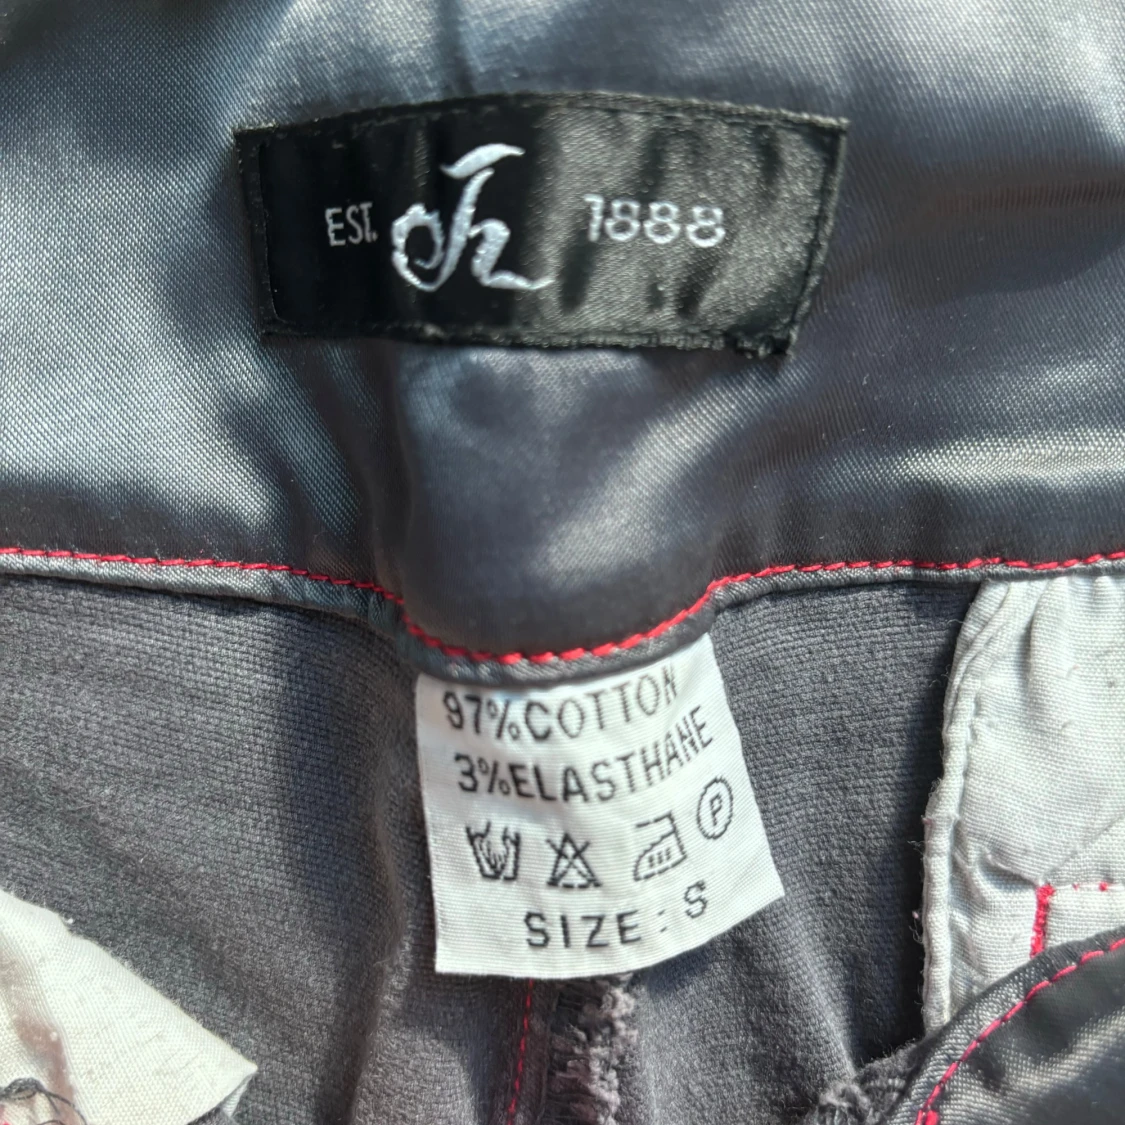 EST. 1888
97%COTTON
3%ELASTHANE
P
SIZE: S